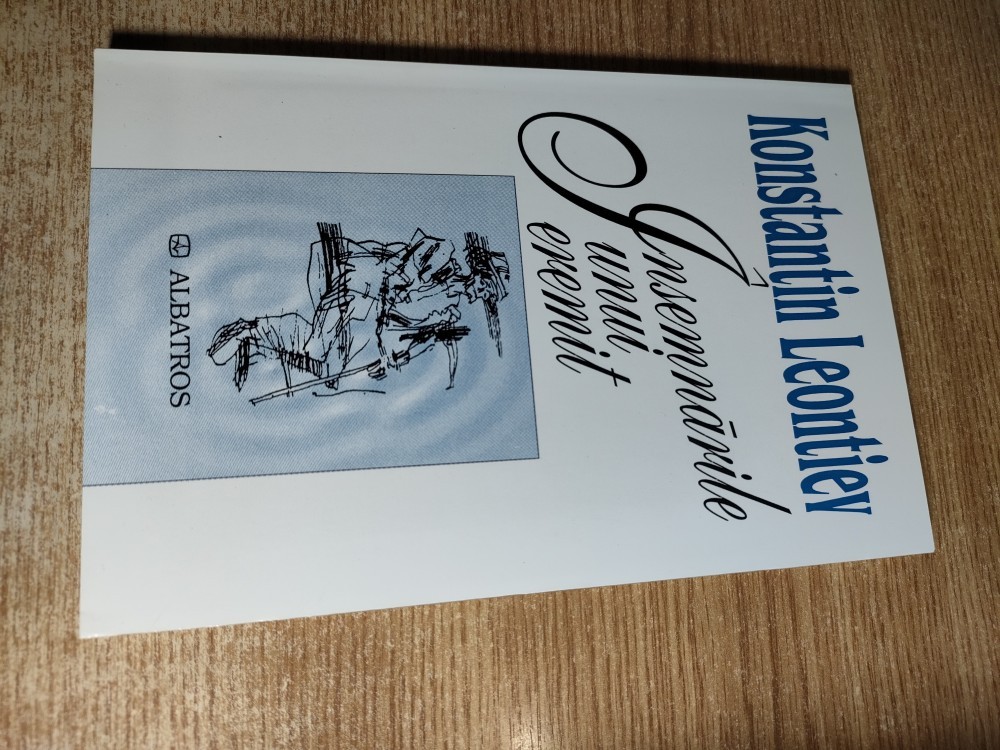 Konstantin Leontiev
Însemnările
unui
eremit
ALBATROS